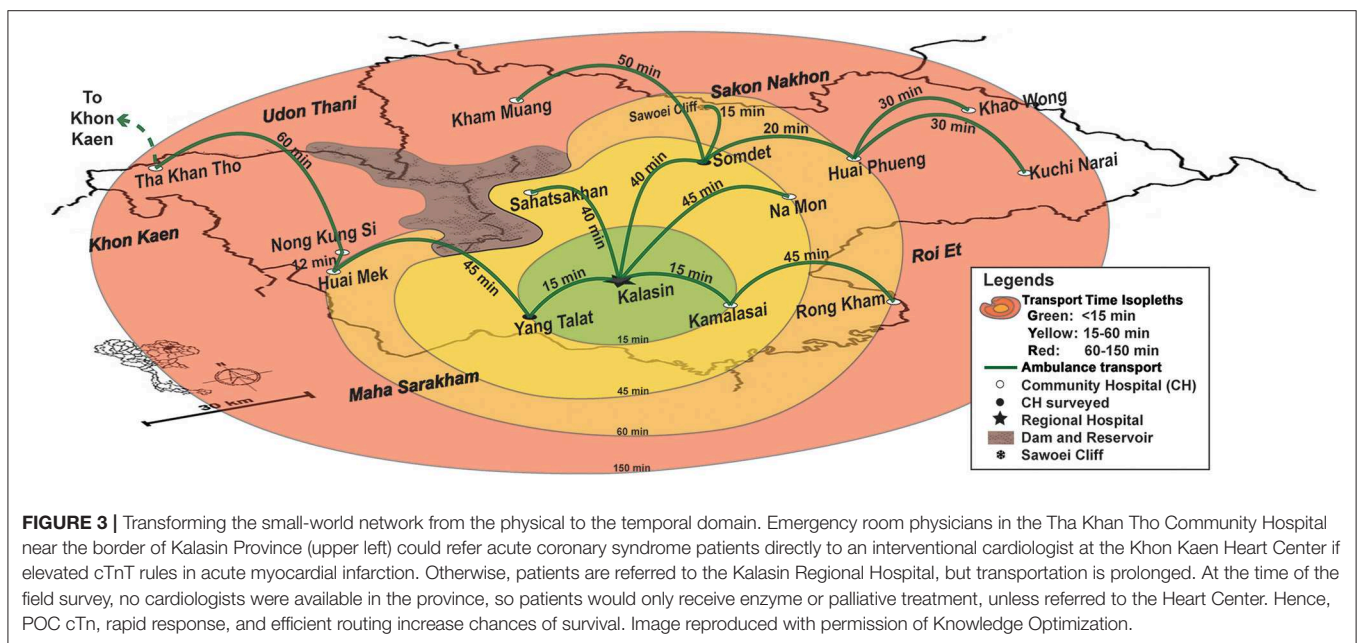 50 min
Sakon Nakhon
To
Khon
Kaen
Udon Thani
Kham Muang
Sawoei Cliff
15 min
30 min
Khao Wong
60 min
20 min
30 min
Tha Khan Tho
Somdet
Huai Phueng
Kuchi Narai
40 min
45 min
Sahatsakhan
Na Mon
40 min
Khon Kaen
Nong Kung Si
12 min
Huai Mek
45 min
15 min
Kalasin
15 min
45 min
Roi Et
Yang Talat
Kamalasai
Rong Kham
15 min
N
30 km
Maha Sarakham
45 min
60 min
150 min
Legends
Transport Time Isopleths
Green: <15 min
Yellow: 15-60 min
Red: 60-150 min
Ambulance transport
Community Hospital (CH)
CH surveyed
Regional Hospital
Dam and Reservoir
Sawoei Cliff
FIGURE 3 | Transforming the small-world network from the physical to the temporal domain. Emergency room physicians in the Tha Khan Tho Community Hospital
near the border of Kalasin Province (upper left) could refer acute coronary syndrome patients directly to an interventional cardiologist at the Khon Kaen Heart Center if
elevated cTnT rules in acute myocardial infarction. Otherwise, patients are referred to the Kalasin Regional Hospital, but transportation is prolonged. At the time of the
field survey, no cardiologists were available in the province, so patients would only receive enzyme or palliative treatment, unless referred to the Heart Center. Hence,
POC cTn, rapid response, and efficient routing increase chances of survival. Image reproduced with permission of Knowledge Optimization.